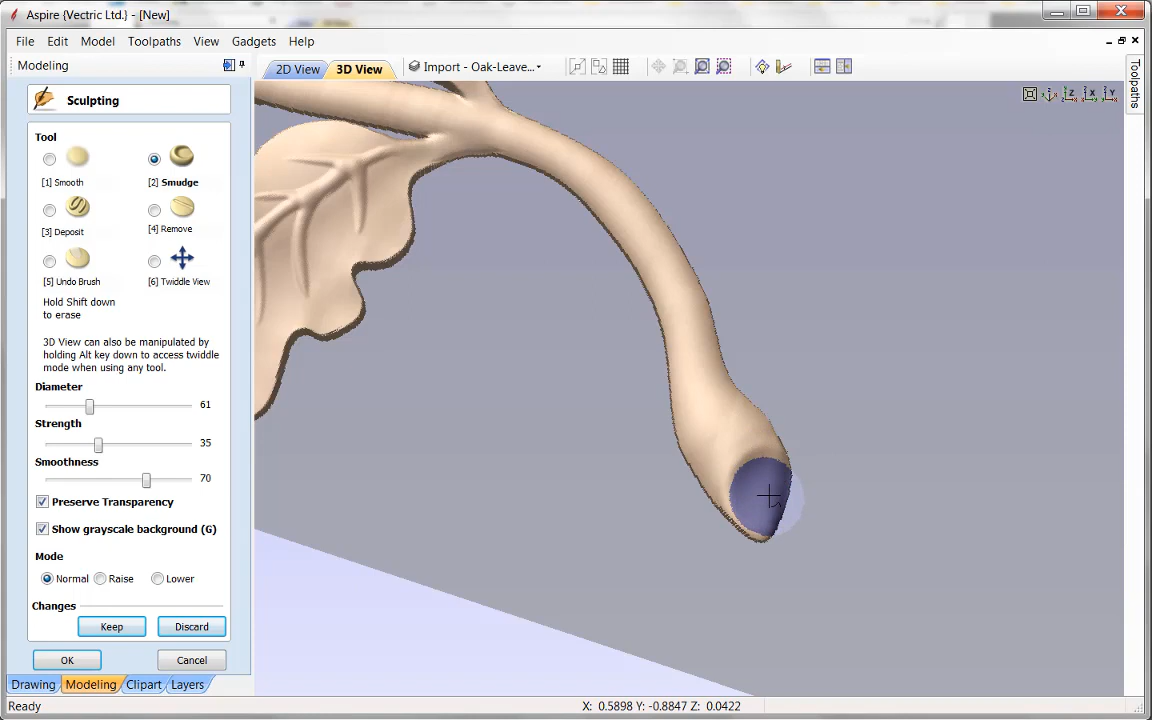 Aspire {Vectric Ltd.} - [New]
File Edit Model Toolpaths View Gadgets Help
Modeling
2D View 3D View Import - Oak-Leave...
Toolpaths
Sculpting
Tool
[1] Smooth [2] Smudge
[3] Deposit [4] Remove
[5] Undo Brush [6] Twiddle View
Hold Shift down
to erase
3D View can also be manipulated by
holding Alt key down to access twiddle
mode when using any tool.
Diameter
61
Strength
35
Smoothness
70
Preserve Transparency
Show grayscale background (G)
Mode
Normal Raise Lower
Changes
Keep Discard
OK Cancel
Drawing Modeling Clipart Layers
Ready X: 0.5898 Y: -0.8847 Z: 0.0422